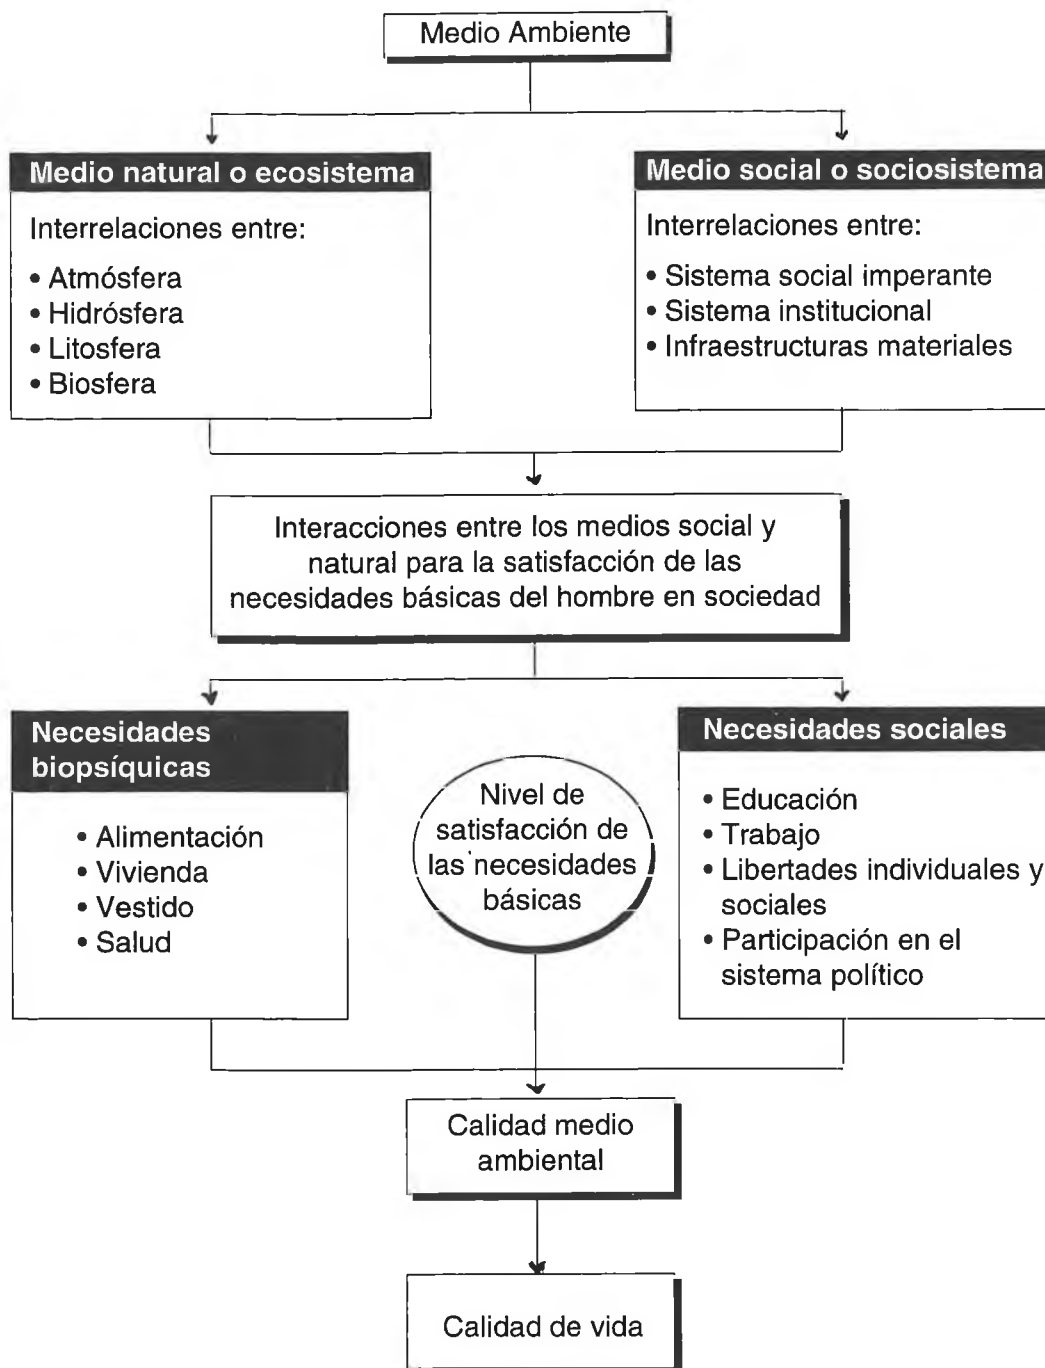 Medio Ambiente
Medio natural o ecosistema
Interrelaciones entre:
• Atmósfera
• Hidrósfera
• Litosfera
• Biosfera
Medio social o sociosistema
Interrelaciones entre:
• Sistema social imperante
• Sistema institucional
• Infraestructuras materiales
Interacciones entre los medios social y
natural para la satisfacción de las
necesidades básicas del hombre en sociedad
Necesidades
biopsíquicas
• Alimentación
• Vivienda
• Vestido
• Salud
Nivel de
satisfacción de
las necesidades
básicas
Necesidades sociales
• Educación
• Trabajo
• Libertades individuales y
sociales
• Participación en el
sistema político
Calidad medio
ambiental
Calidad de vida